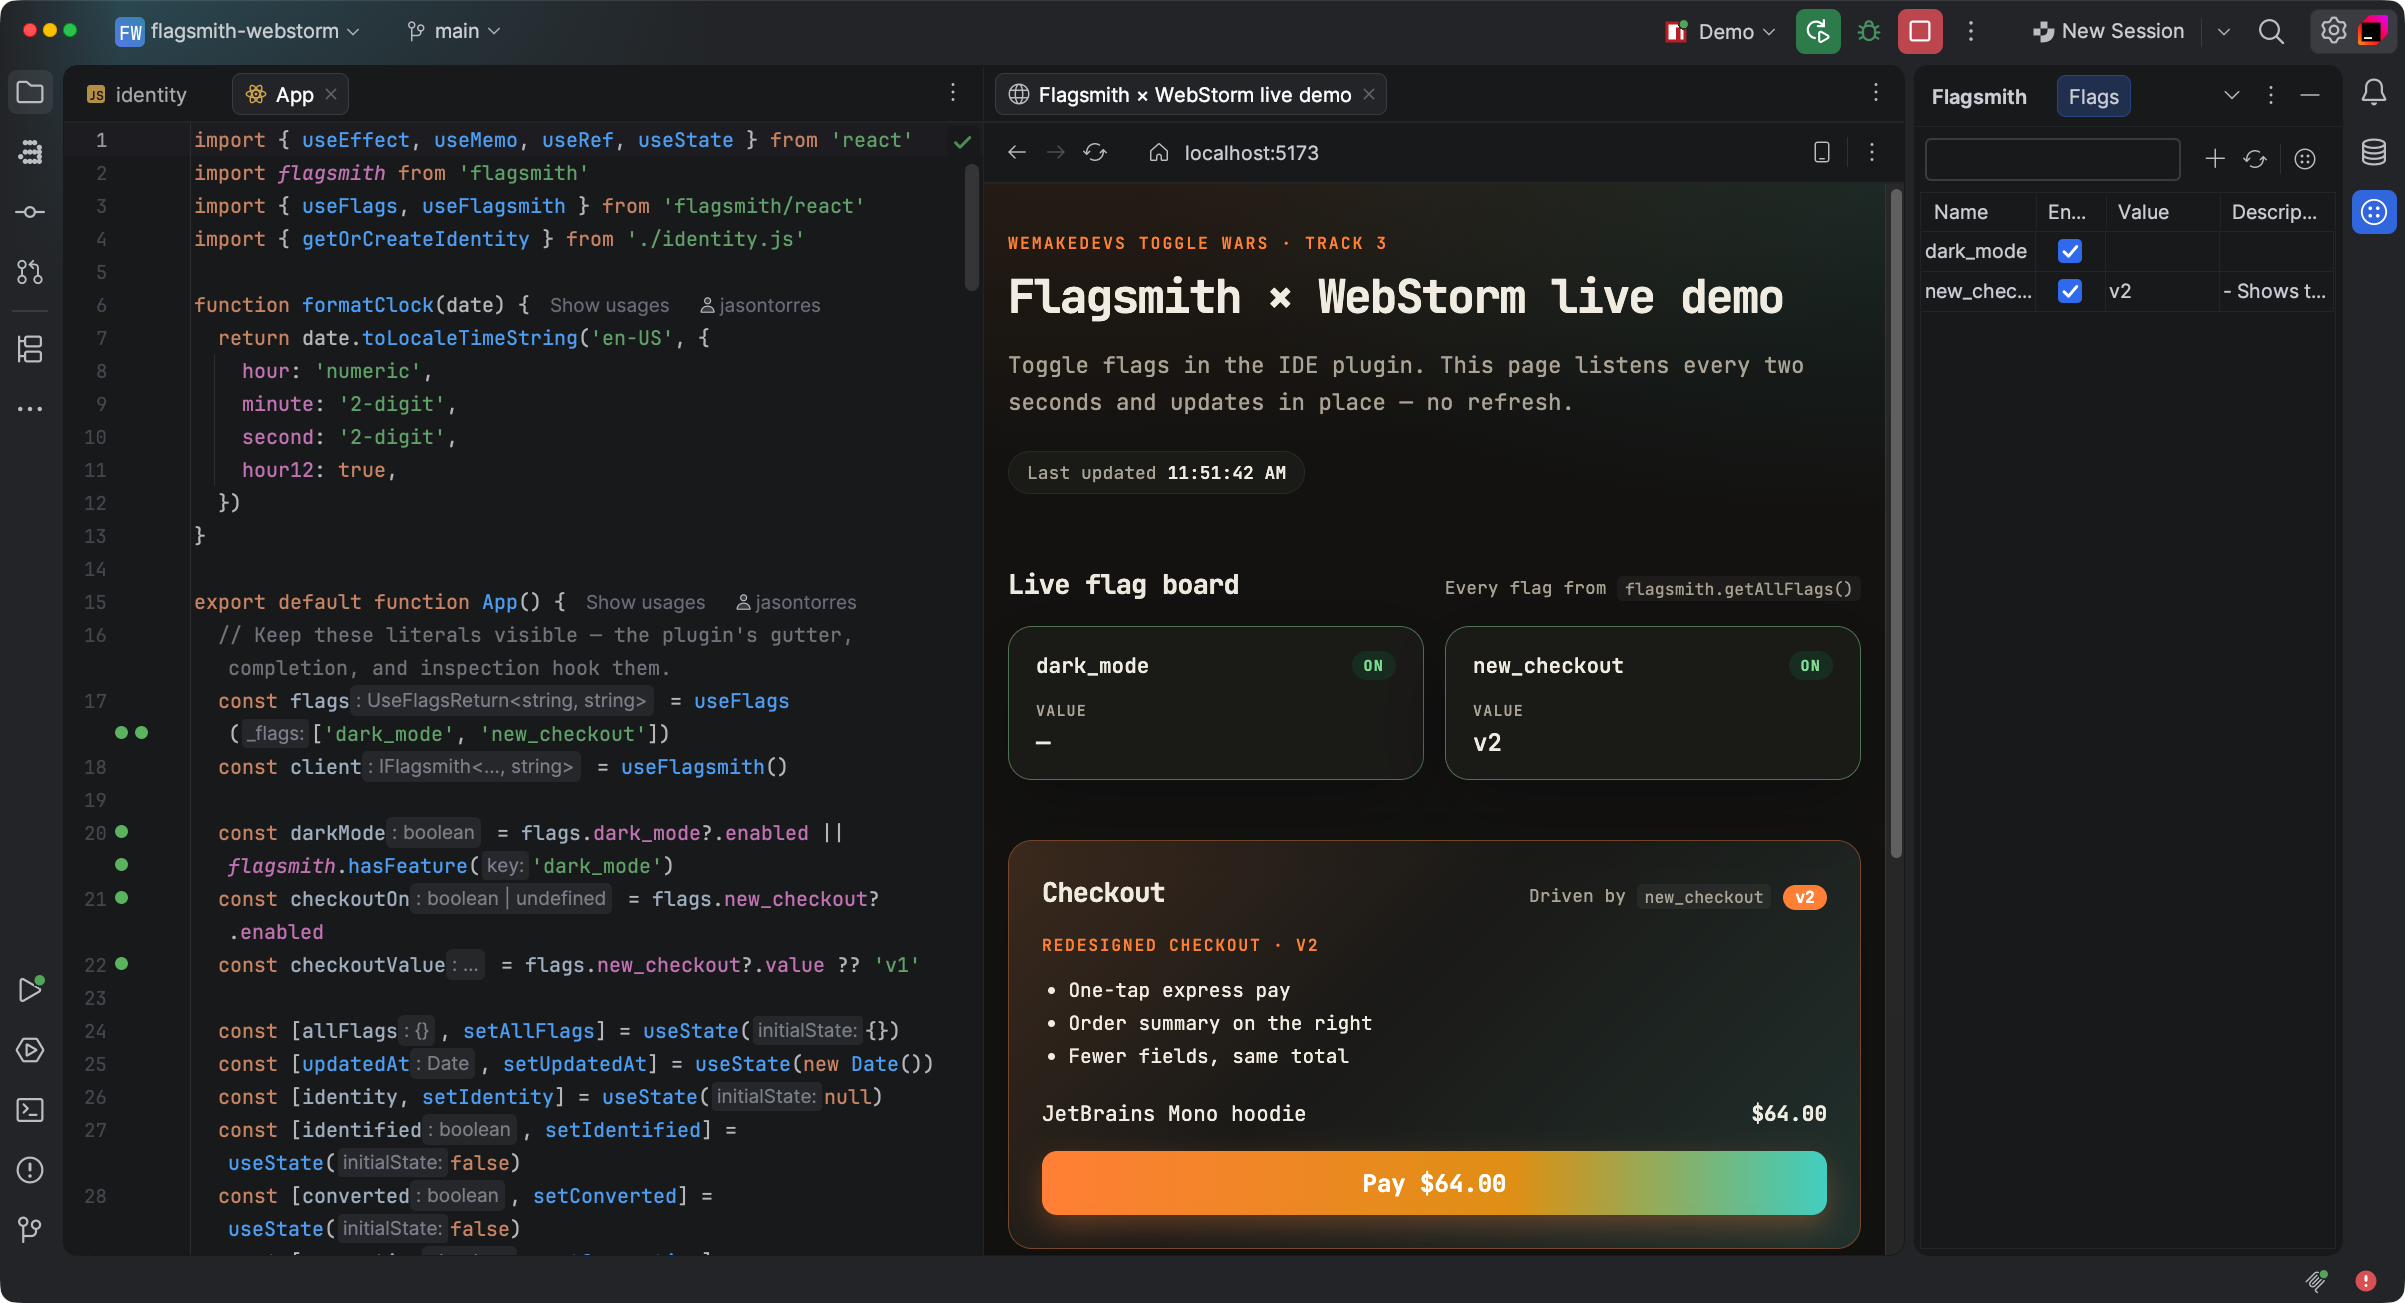 FW flagsmith-webstorm
main
Demo
New Session
JS identity
App
Flagsmith × WebStorm live demo
Flagsmith
Flags
localhost:5173
1 import { useEffect, useMemo, useRef, useState } from 'react'
2 import flagsmith from 'flagsmith'
3 import { useFlags, useFlagsmith } from 'flagsmith/react'
4 import { getOrCreateIdentity } from './identity.js'
5
6 function formatClock(date) { Show usages jasontorres
7 return date.toLocaleTimeString('en-US', {
8 hour: 'numeric',
9 minute: '2-digit',
10 second: '2-digit',
11 hour12: true,
12 })
13 }
14
15 export default function App() { Show usages jasontorres
16 // Keep these literals visible — the plugin's gutter,
completion, and inspection hook them.
17 const flags : UseFlagsReturn<string, string> = useFlags
( _flags: ['dark_mode', 'new_checkout'])
18 const client : IFlagsmith<..., string> = useFlagsmith()
19
20 const darkMode : boolean = flags.dark_mode?.enabled ||
flagsmith.hasFeature( key: 'dark_mode')
21 const checkoutOn : boolean | undefined = flags.new_checkout?
.enabled
22 const checkoutValue : ... = flags.new_checkout?.value ?? 'v1'
23
24 const [allFlags : {} , setAllFlags] = useState( initialState: {})
25 const [updatedAt : Date , setUpdatedAt] = useState(new Date())
26 const [identity, setIdentity] = useState( initialState: null)
27 const [identified : boolean , setIdentified] =
useState( initialState: false)
28 const [converted : boolean , setConverted] =
useState( initialState: false)
WEMAKEDEVS TOGGLE WARS · TRACK 3
Flagsmith × WebStorm live demo
Toggle flags in the IDE plugin. This page listens every two
seconds and updates in place — no refresh.
Last updated 11:51:42 AM
Live flag board
Every flag from flagsmith.getAllFlags()
dark_mode ON
VALUE
—
new_checkout ON
VALUE
v2
Checkout
Driven by new_checkout v2
REDESIGNED CHECKOUT · V2
• One-tap express pay
• Order summary on the right
• Fewer fields, same total
JetBrains Mono hoodie $64.00
Pay $64.00
Name En... Value Descrip...
dark_mode
new_chec... v2 - Shows t...